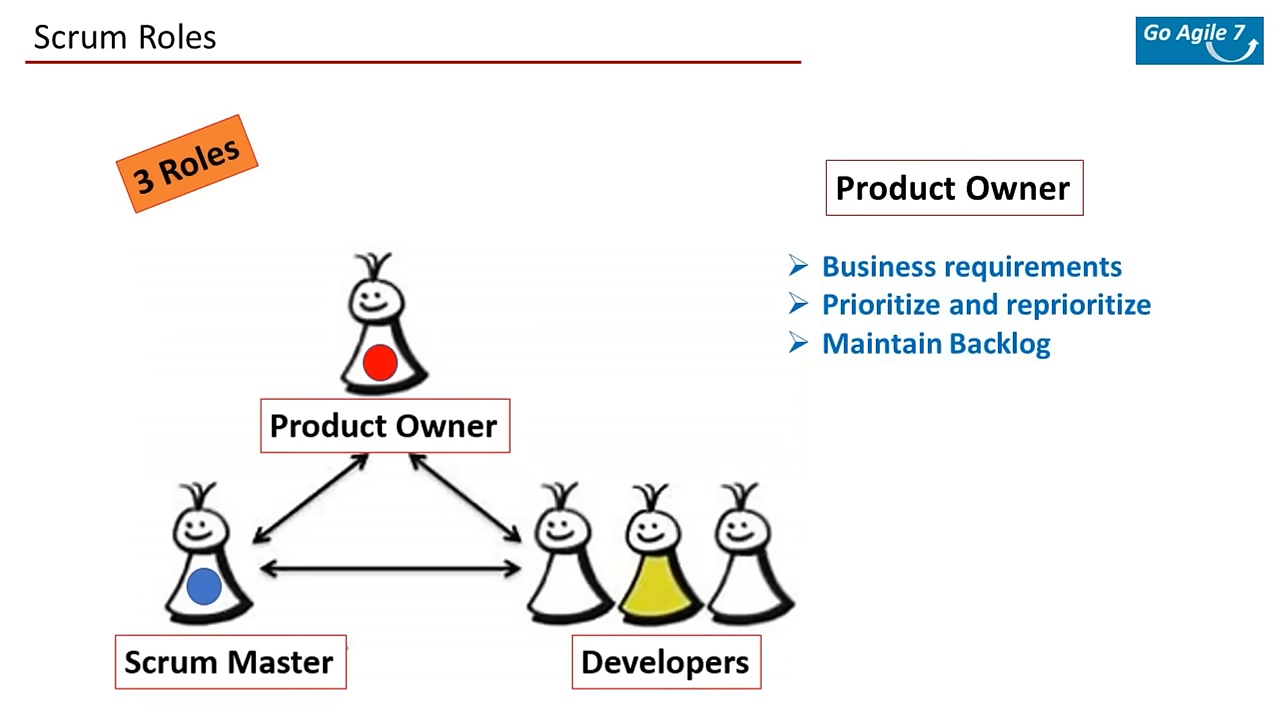 Scrum Roles
Go Agile 7
3 Roles
Product Owner
Business requirements
Prioritize and reprioritize
Maintain Backlog
Product Owner
Scrum Master
Developers